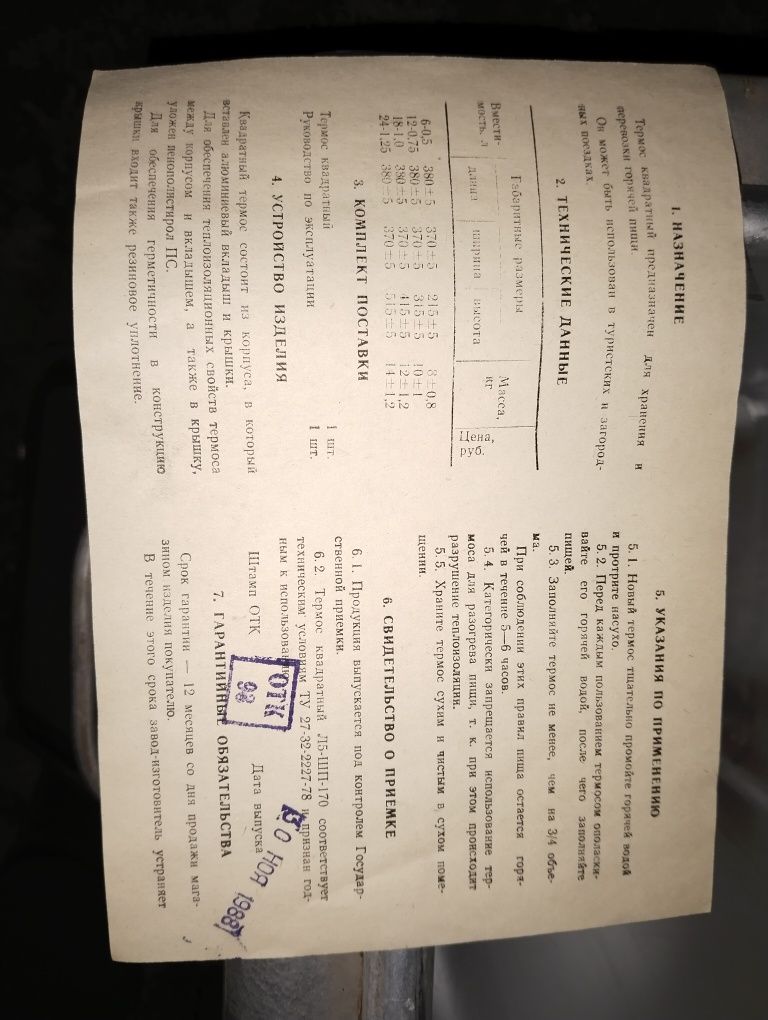 1. НАЗНАЧЕНИЕ
Термос квадратный предназначен для хранения и
перевозки горячей пищи.
Он может быть использован в туристских и загород-
ных поездках.
2. ТЕХНИЧЕСКИЕ ДАННЫЕ
Вмести-
мость, л
Габаритные размеры
длина ширина высота
Масса,
кг
Цена,
руб.
6-0,5 380±5 370±5 215±5 8±0,8
12-0,75 380±5 370±5 315±5 10±1
18-1,0 380±5 370±5 415±5 12±1,2
24-1,25 380±5 370±5 515±5 14±1,2
3. КОМПЛЕКТ ПОСТАВКИ
Термос квадратный 1 шт.
Руководство по эксплуатации 1 шт.
4. УСТРОЙСТВО ИЗДЕЛИЯ
Квадратный термос состоит из корпуса, в который
вставлен алюминиевый вкладыш и крышки.
Для обеспечения теплоизоляционных свойств термоса
между корпусом и вкладышем, а также в крышку,
уложен пенополистирол ПС.
Для обеспечения герметичности в конструкцию
крышки входит также резиновое уплотнение.
5. УКАЗАНИЯ ПО ПРИМЕНЕНИЮ
5. 1. Новый термос тщательно промойте горячей водой
и протрите насухо.
5. 2. Перед каждым пользованием термосом ополаски-
вайте его горячей водой, после чего заполняйте
пищей.
5. 3. Заполняйте термос не менее, чем на 3/4 объе-
ма.
При соблюдении этих правил пища остается горя-
чей в течение 5—6 часов.
5. 4. Категорически запрещается использование тер-
моса для разогрева пищи, т. к. при этом происходит
разрушение теплоизоляции.
5. 5. Храните термос сухим и чистым в сухом поме-
щении
6. СВИДЕТЕЛЬСТВО О ПРИЕМКЕ
6 1. Продукция выпускается под контролем Государ-
ственной приемки.
6. 2. Термос квадратный Л5-ШП-170 соответствует
техническим условиям ТУ 27-32-2227-78 и признан год-
ным к использованию
Штамп ОТК Дата выпуска
ОТК
98
30 НОЯ 1988
7. ГАРАНТИЙНЫЕ ОБЯЗАТЕЛЬСТВА
Срок гарантии — 12 месяцев со дня продажи мага-
зином изделия покупателю.
В течение этого срока завод-изготовитель устраняет